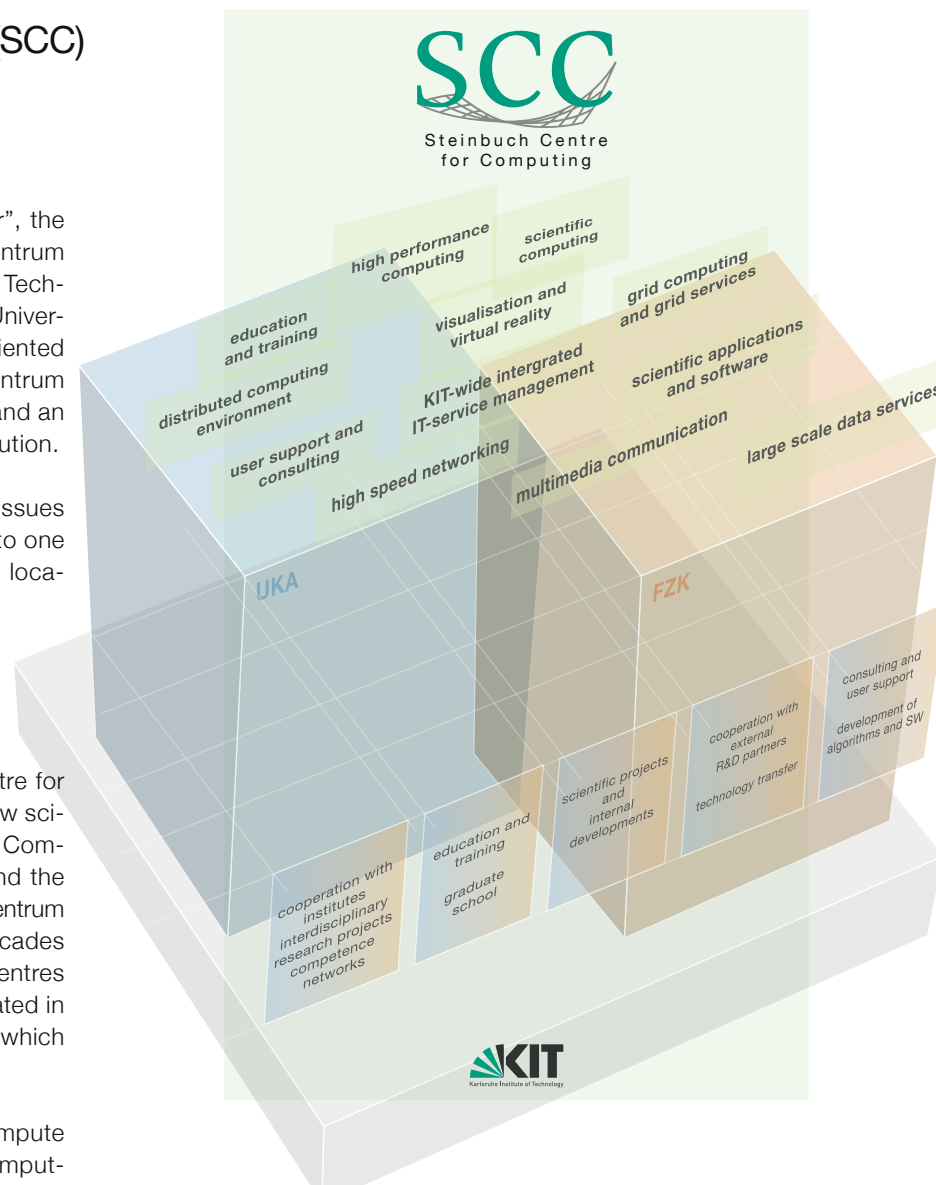 (SCC)
r”, the
entrum
Tech-
Univer-
iented
entrum
and an
ution.
issues
to one
loca-
tre for
w sci-
Com-
nd the
entrum
cades
entres
ated in
which
mpute
mput-
SCC
Steinbuch Centre
for Computing
high performance
computing
scientific
computing
grid computing
and grid services
education
and training
visualisation and
virtual reality
scientific applications
and software
distributed computing
environment
KIT-wide intergrated
IT-service management
large scale data services
user support and
consulting
high speed networking
multimedia communication
UKA
FZK
cooperation with
institutes
interdisciplinary
research projects
competence
networks
education and
training
graduate
school
scientific projects
and
internal
developments
cooperation with
external
R&D partners
technology transfer
consulting and
user support
development of
algorithms and SW
KIT
Karlsruhe Institute of Technology